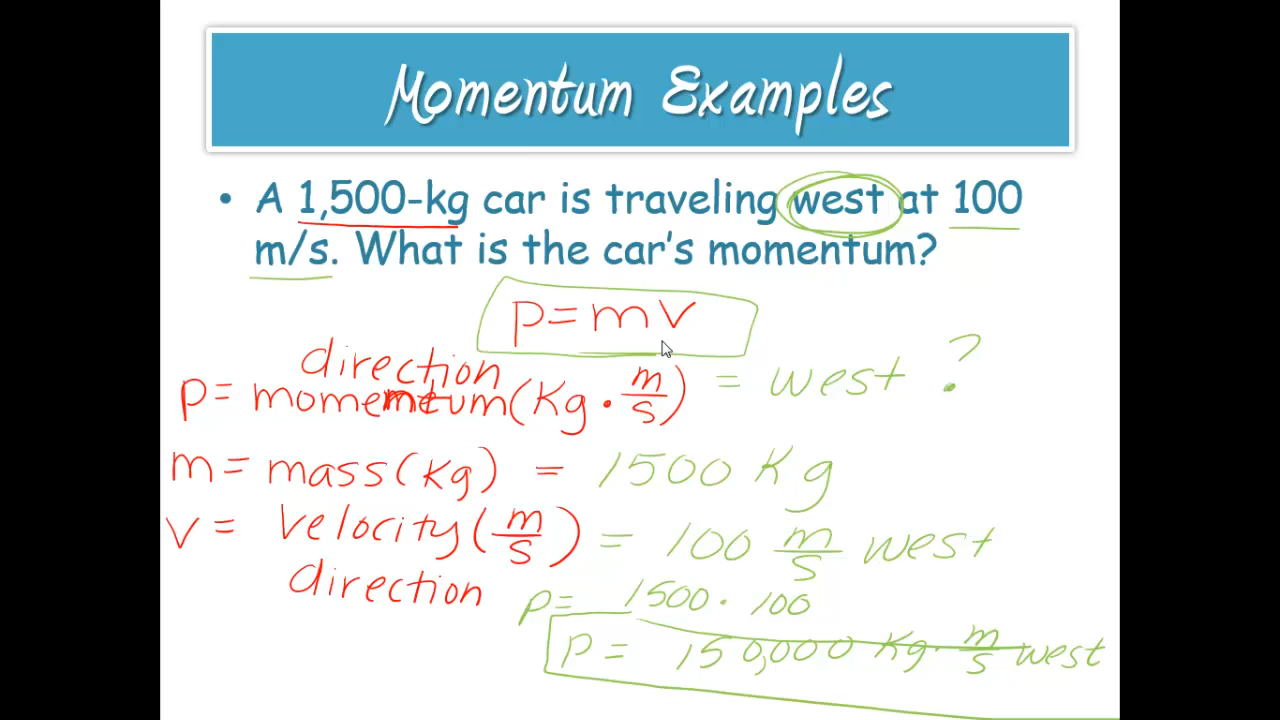 Momentum Examples
• A 1,500-kg car is traveling west at 100
m/s. What is the car's momentum?
p = mv
direction
p = momentum (Kg • m/s) = west ?
m = mass (kg) = 1500 Kg
v = velocity (m/s) = 100 m/s west
direction
p = 1500 • 100
p = 150,000 Kg • m/s west